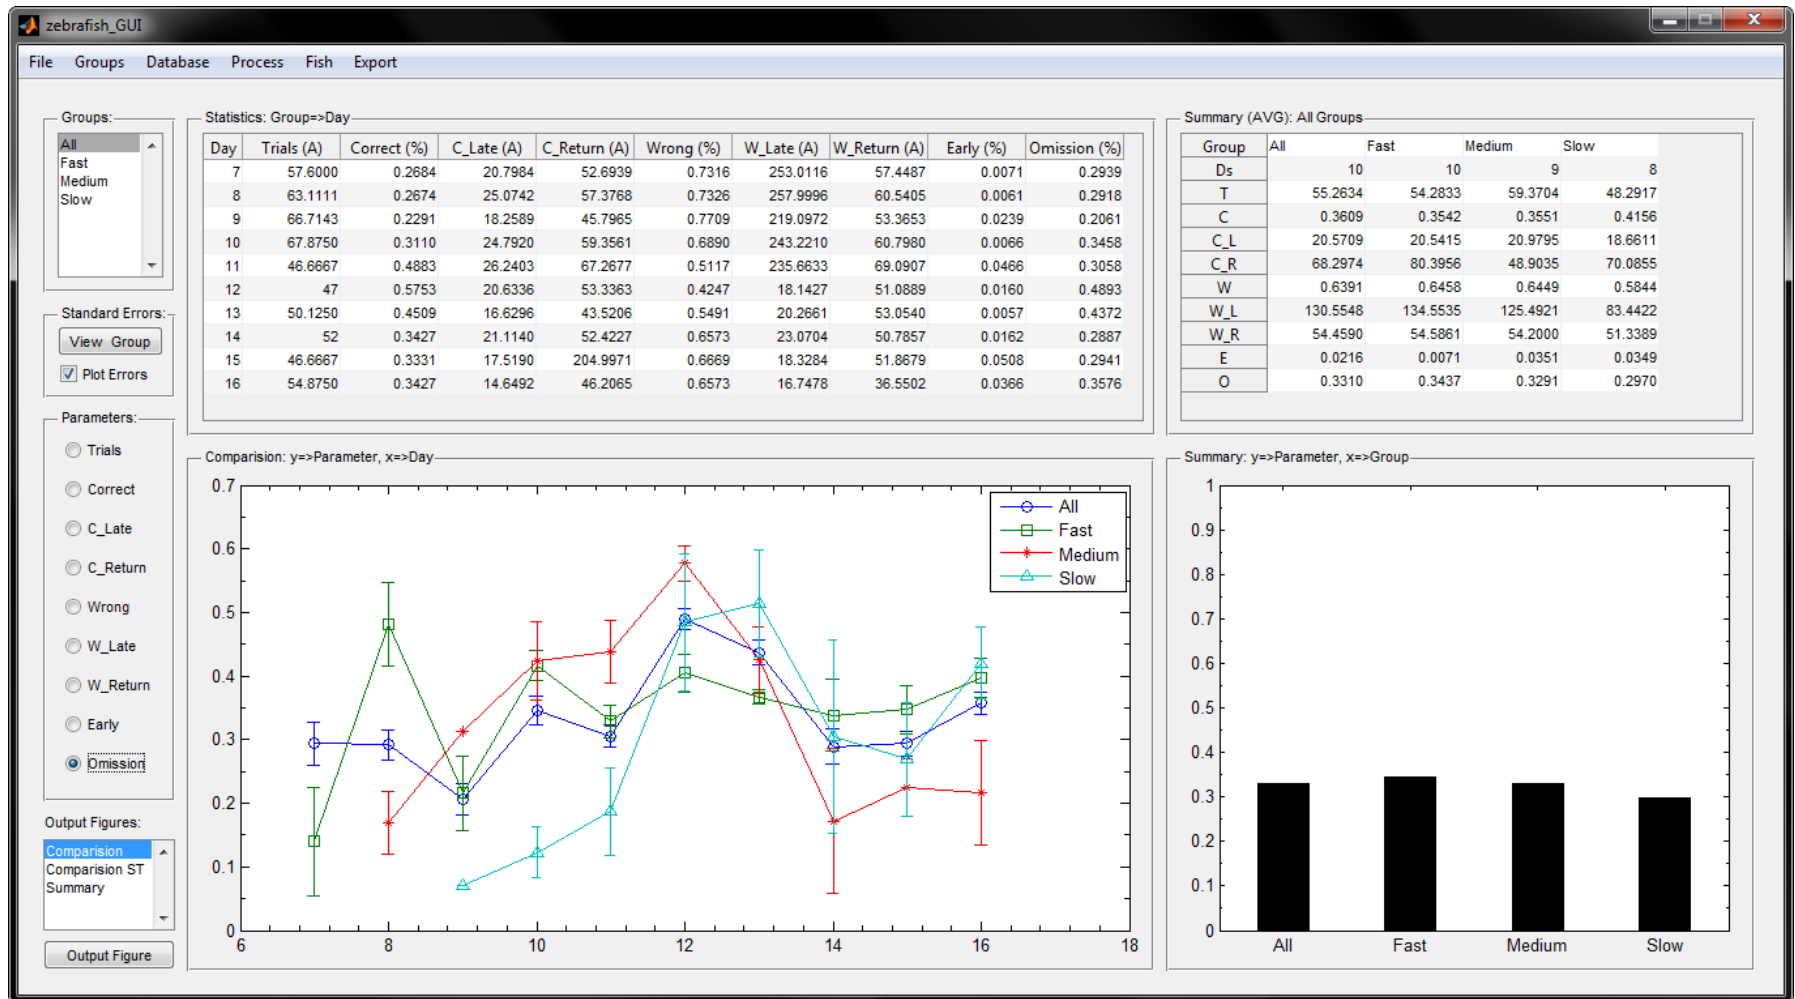 zebrafish_GUI
File Groups Database Process Fish Export
Groups:
All
Fast
Medium
Slow
Standard Errors:
View Group
Plot Errors
Parameters:
Trials
Correct
C_Late
C_Return
Wrong
W_Late
W_Return
Early
Omission
Output Figures:
Comparision
Comparision ST
Summary
Output Figure
Statistics: Group=>Day
Day Trials (A) Correct (%) C_Late (A) C_Return (A) Wrong (%) W_Late (A) W_Return (A) Early (%) Omission (%)
7 57.6000 0.2684 20.7984 52.6939 0.7316 253.0116 57.4487 0.0071 0.2939
8 63.1111 0.2674 25.0742 57.3768 0.7326 257.9996 60.5405 0.0061 0.2918
9 66.7143 0.2291 18.2589 45.7965 0.7709 219.0972 53.3653 0.0239 0.2061
10 67.8750 0.3110 24.7920 59.3561 0.6890 243.2210 60.7980 0.0066 0.3458
11 46.6667 0.4883 26.2403 67.2677 0.5117 235.6633 69.0907 0.0466 0.3058
12 47 0.5753 20.6336 53.3363 0.4247 18.1427 51.0889 0.0160 0.4893
13 50.1250 0.4509 16.6296 43.5206 0.5491 20.2661 53.0540 0.0057 0.4372
14 52 0.3427 21.1140 52.4227 0.6573 23.0704 50.7857 0.0162 0.2887
15 46.6667 0.3331 17.5190 204.9971 0.6669 18.3284 51.8679 0.0508 0.2941
16 54.8750 0.3427 14.6492 46.2065 0.6573 16.7478 36.5502 0.0366 0.3576
Summary (AVG): All Groups
Group All Fast Medium Slow
Ds 10 10 9 8
T 55.2634 54.2833 59.3704 48.2917
C 0.3609 0.3542 0.3551 0.4156
C_L 20.5709 20.5415 20.9795 18.6611
C_R 68.2974 80.3956 48.9035 70.0855
W 0.6391 0.6458 0.6449 0.5844
W_L 130.5548 134.5535 125.4921 83.4422
W_R 54.4590 54.5861 54.2000 51.3389
E 0.0216 0.0071 0.0351 0.0349
O 0.3310 0.3437 0.3291 0.2970
Comparision: y=>Parameter, x=>Day
0.7
0.6
0.5
0.4
0.3
0.2
0.1
0
6 8 10 12 14 16 18
All
Fast
Medium
Slow
Summary: y=>Parameter, x=>Group
1
0.9
0.8
0.7
0.6
0.5
0.4
0.3
0.2
0.1
0
All Fast Medium Slow